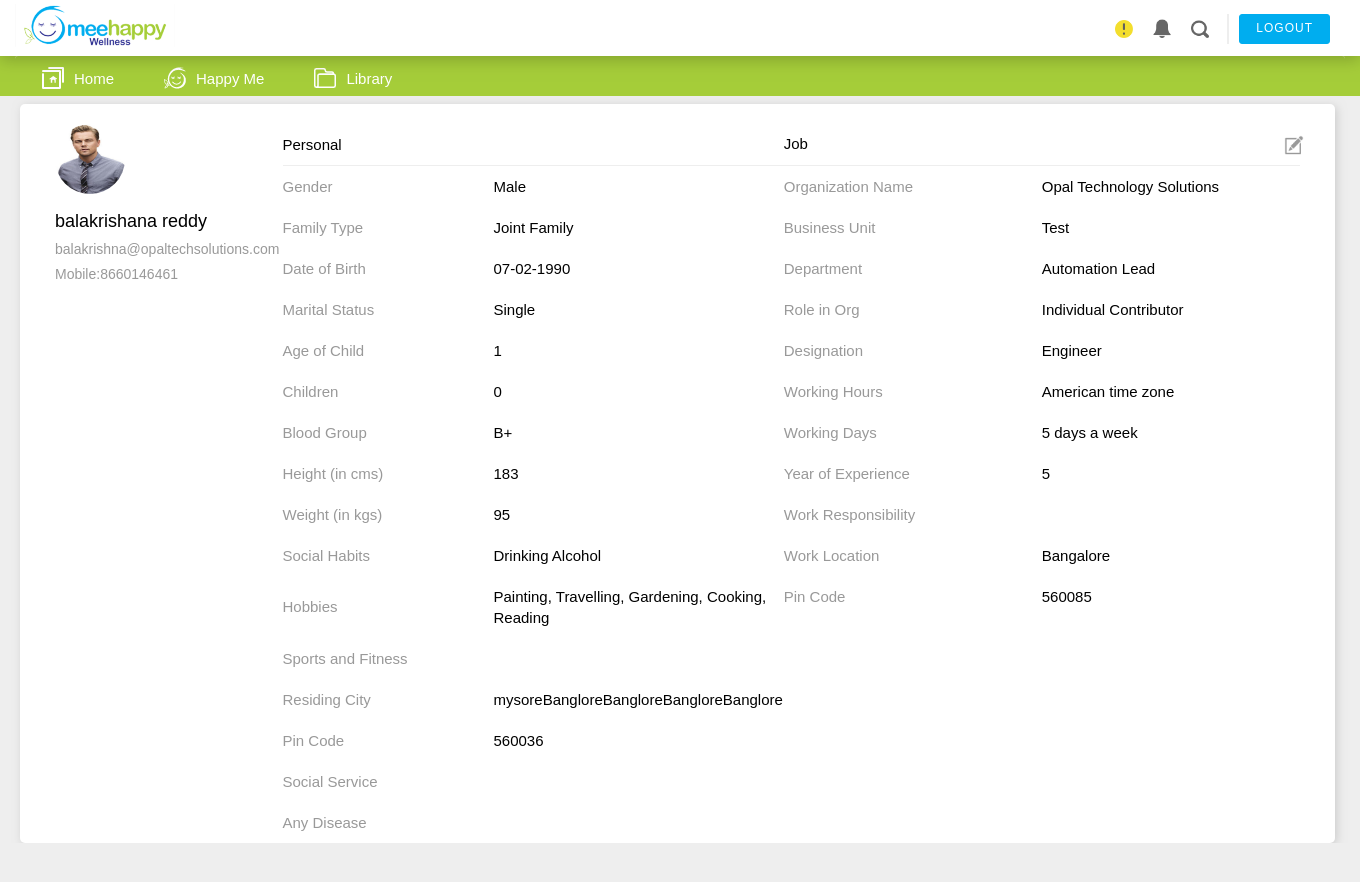 meehappy
Wellness
LOGOUT
Home
Happy Me
Library
balakrishana reddy
balakrishna@opaltechsolutions.com
Mobile:8660146461
Personal
Gender Male
Family Type Joint Family
Date of Birth 07-02-1990
Marital Status Single
Age of Child 1
Children 0
Blood Group B+
Height (in cms) 183
Weight (in kgs) 95
Social Habits Drinking Alcohol
Hobbies Painting, Travelling, Gardening, Cooking,
Reading
Sports and Fitness
Residing City mysoreBangloreBangloreBangloreBanglore
Pin Code 560036
Social Service
Any Disease
Job
Organization Name Opal Technology Solutions
Business Unit Test
Department Automation Lead
Role in Org Individual Contributor
Designation Engineer
Working Hours American time zone
Working Days 5 days a week
Year of Experience 5
Work Responsibility
Work Location Bangalore
Pin Code 560085